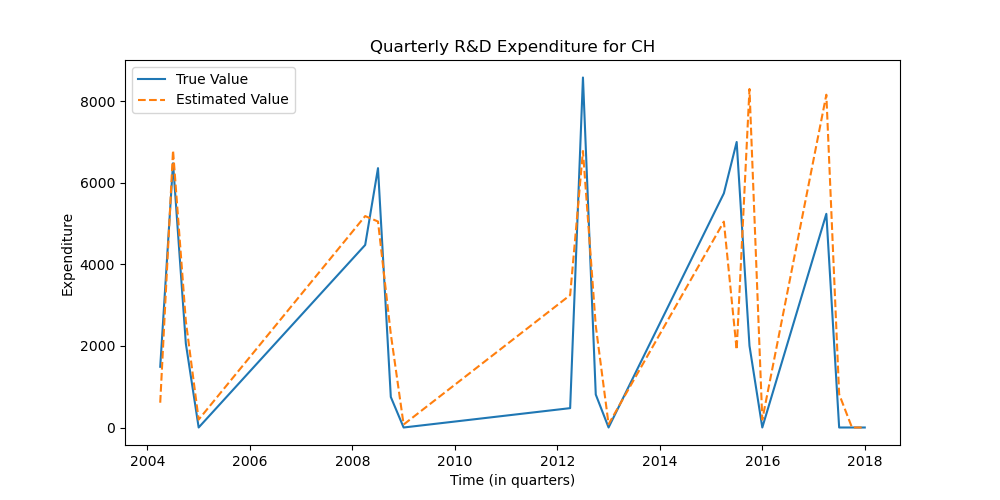 Quarterly R&D Expenditure for CH
True Value
Estimated Value
8000
6000
4000
2000
0
Expenditure
2004 2006 2008 2010 2012 2014 2016 2018
Time (in quarters)